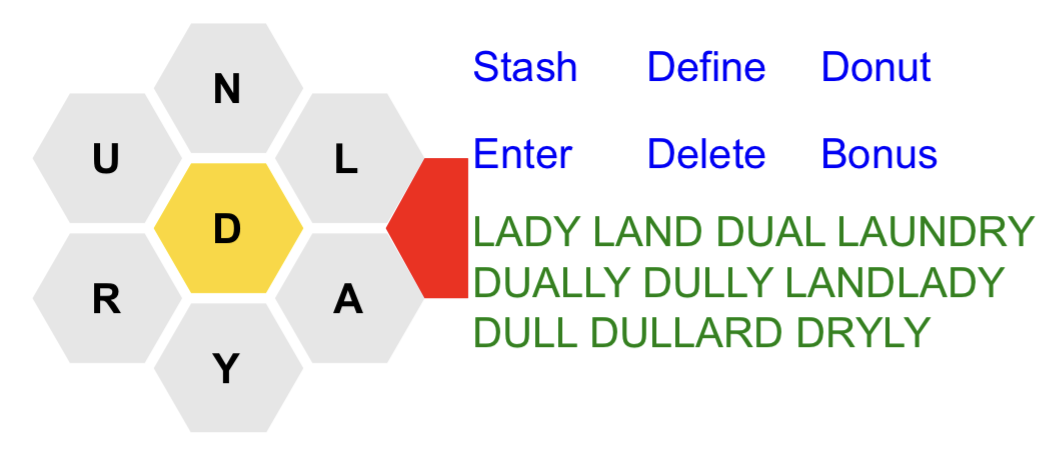 N
U
L
D
R
A
Y
Stash Define Donut
Enter Delete Bonus
LADY LAND DUAL LAUNDRY
DUALLY DULLY LANDLADY
DULL DULLARD DRYLY